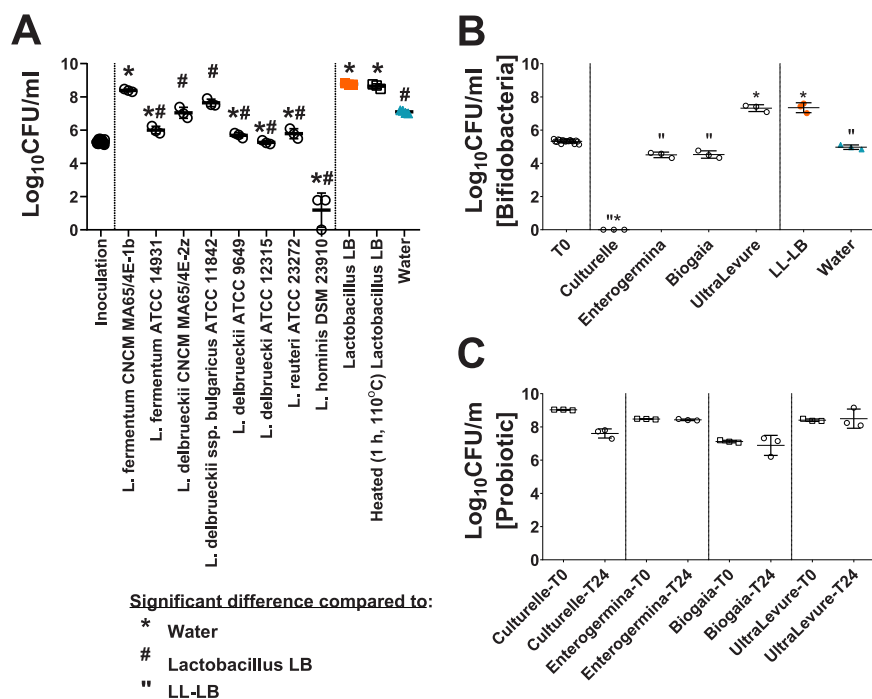 A
Log10CFU/ml
10
8
6
4
2
0
*
*#
#
#
*#
*#
*#
*#
*
*
#
Inoculation
L. fermentum CNCM MA65/4E-1b
L. fermentum ATCC 14931
L. delbrueckii CNCM MA65/4E-2z
L. delbrueckii ssp. bulgaricus ATCC 11842
L. delbrueckii ATCC 9649
L. delbruecki ATCC 12315
L. reuteri ATCC 23272
L. hominis DSM 23910
Lactobacillus LB
Heated (1 h, 110°C) Lactobacillus LB
Water
Significant difference compared to:
* Water
# Lactobacillus LB
" LL-LB
B
Log10CFU/ml
[Bifidobacteria]
10
8
6
4
2
0
"*
"
"
*
*
"
T0
Culturelle
Enterogermina
Biogaia
UltraLevure
LL-LB
Water
C
Log10CFU/m
[Probiotic]
10
8
6
4
2
0
Culturelle-T0
Culturelle-T24
Enterogermina-T0
Enterogermina-T24
Biogaia-T0
Biogaia-T24
UltraLevure-T0
UltraLevure-T24